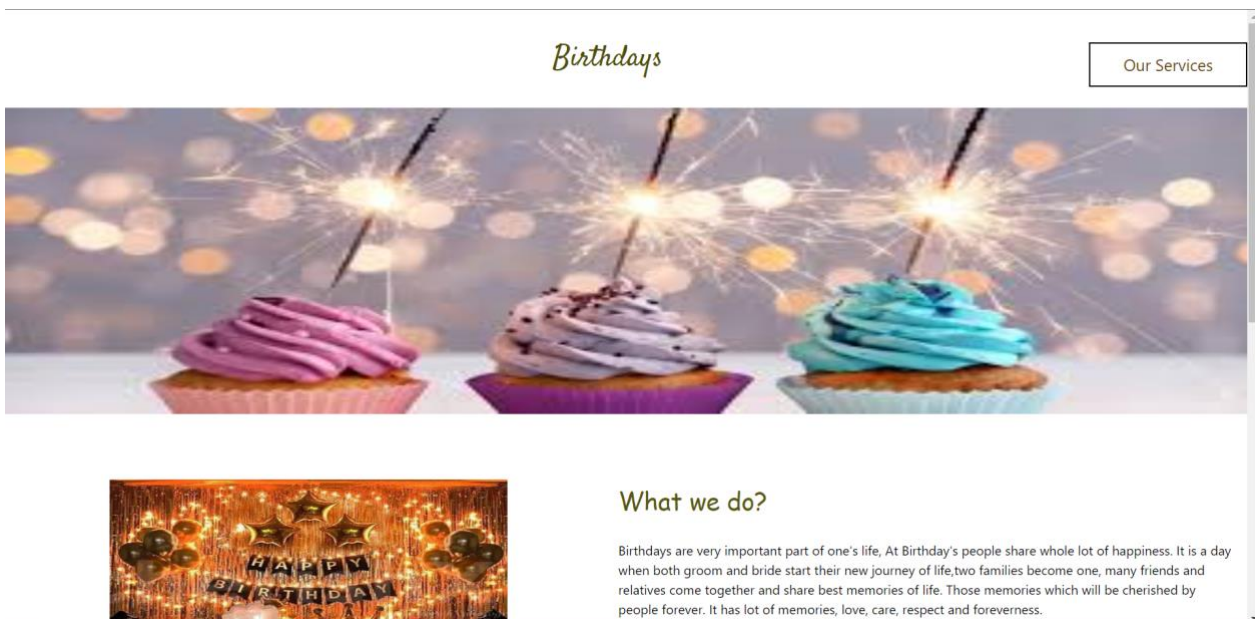 Birthdays
Our Services
HAPPY
BIRTHDAY
What we do?
Birthdays are very important part of one's life, At Birthday's people share whole lot of happiness. It is a day
when both groom and bride start their new journey of life,two families become one, many friends and
relatives come together and share best memories of life. Those memories which will be cherished by
people forever. It has lot of memories, love, care, respect and foreverness.